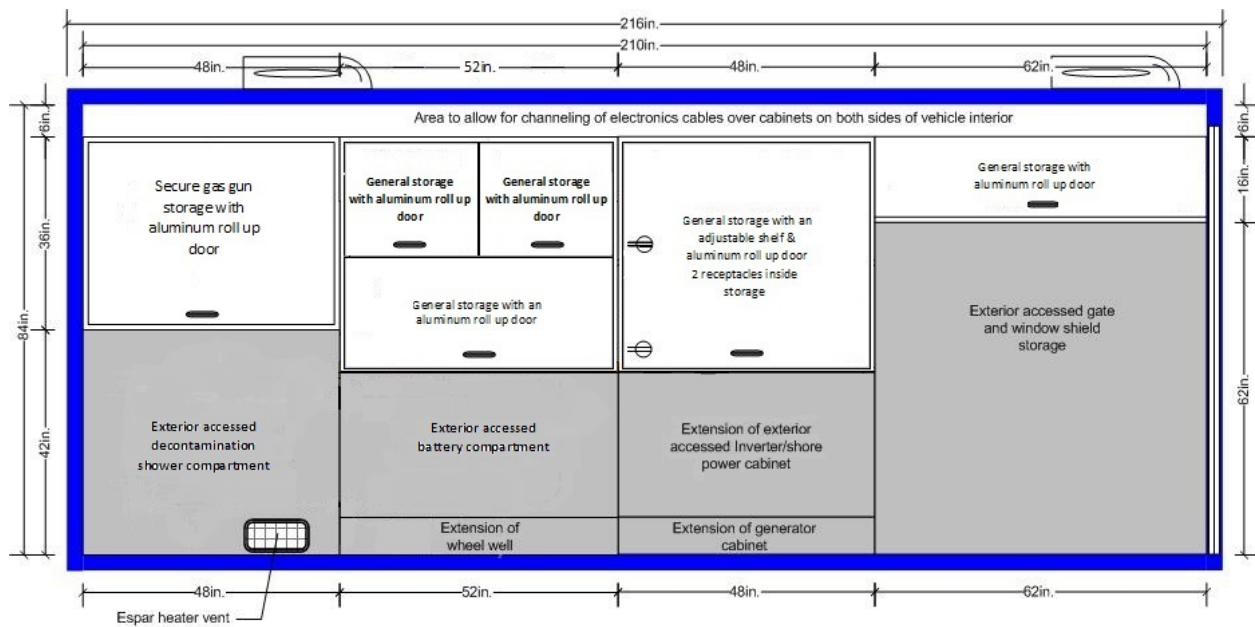 216in.
210in.
48in.
52in.
48in.
62in.
6in.
36in.
42in.
84in.
6in.
16in.
62in.
Area to allow for channeling of electronics cables over cabinets on both sides of vehicle interior
Secure gas gun
storage with
aluminum roll up
door
General storage
with aluminum roll up
door
General storage
with aluminum roll up
door
General storage with an
aluminum roll up door
General storage with an
adjustable shelf &
aluminum roll up door
2 receptacles inside
storage
General storage with
aluminum roll up door
Exterior accessed gate
and window shield
storage
Exterior accessed
decontamination
shower compartment
Exterior accessed
battery compartment
Extension of exterior
accessed Inverter/shore
power cabinet
Extension of
wheel well
Extension of generator
cabinet
48in.
52in.
48in.
62in.
Espar heater vent